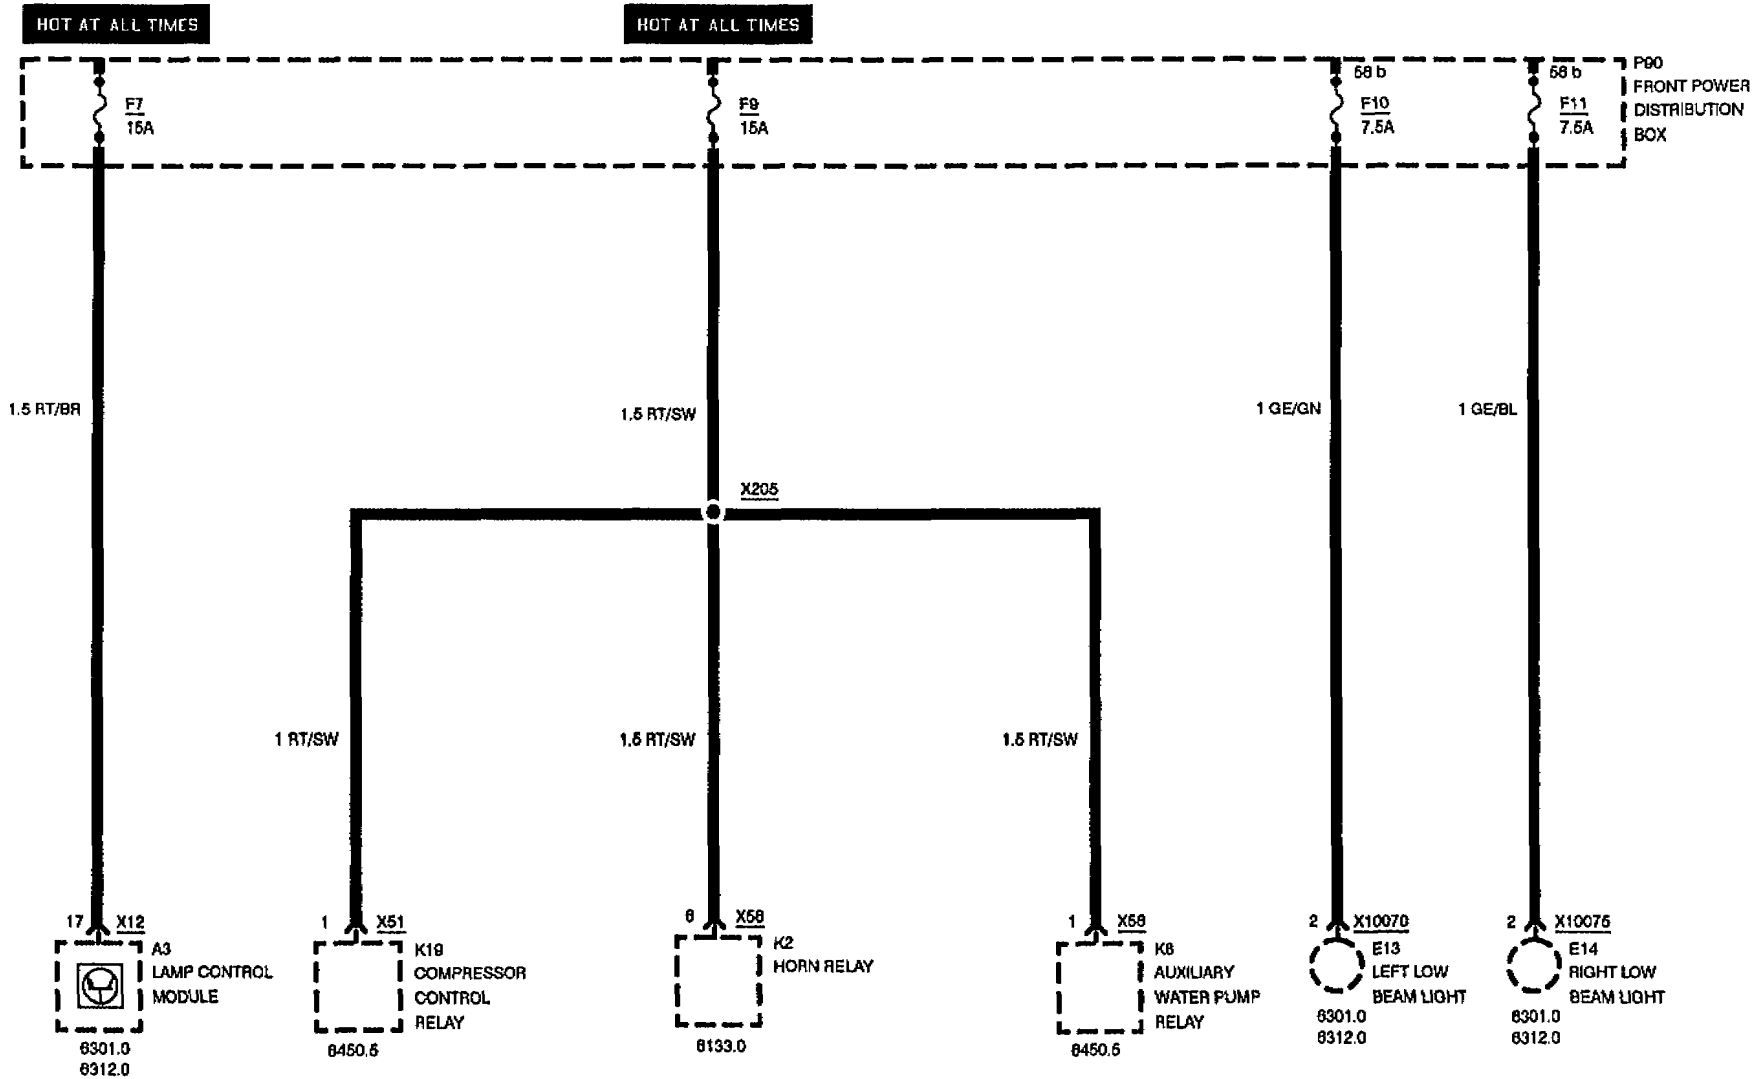 HOT AT ALL TIMES
HOT AT ALL TIMES
F7
15A
F9
15A
58 b
F10
7.5A
58 b
F11
7.5A
P90
FRONT POWER
DISTRIBUTION
BOX
1.5 RT/BR
1.5 RT/SW
1 GE/GN
1 GE/BL
X205
1 RT/SW
1.5 RT/SW
1.5 RT/SW
17
X12
A3
LAMP CONTROL
MODULE
6301.0
6312.0
1
X51
K19
COMPRESSOR
CONTROL
RELAY
6450.5
6
X58
K2
HORN RELAY
6133.0
1
K6
AUXILIARY
WATER PUMP
RELAY
6450.5
2
X10070
E13
LEFT LOW
BEAM LIGHT
6301.0
6312.0
2
X10075
E14
RIGHT LOW
BEAM LIGHT
6301.0
6312.0